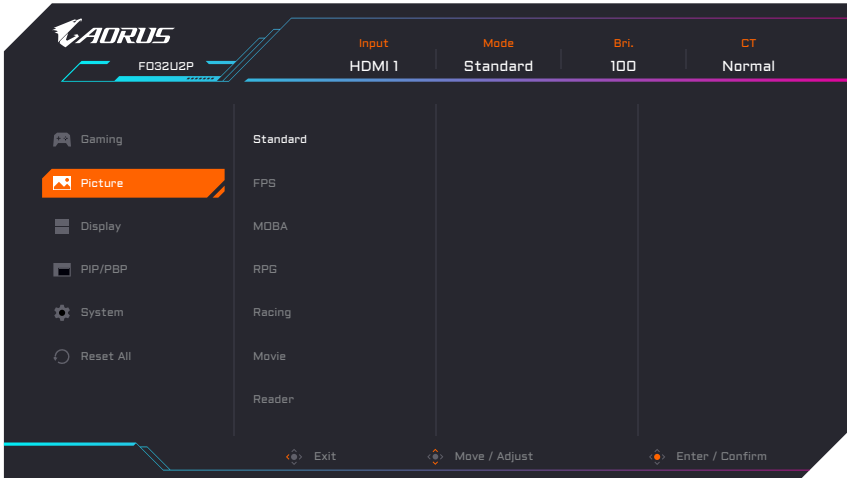 AORUS
FO32U2P
Input Mode Bri. CT
HDMI 1 Standard 100 Normal
Gaming Standard
Picture FPS
Display MOBA
PIP/PBP RPG
System Racing
Reset All Movie
Reader
Exit Move / Adjust Enter / Confirm